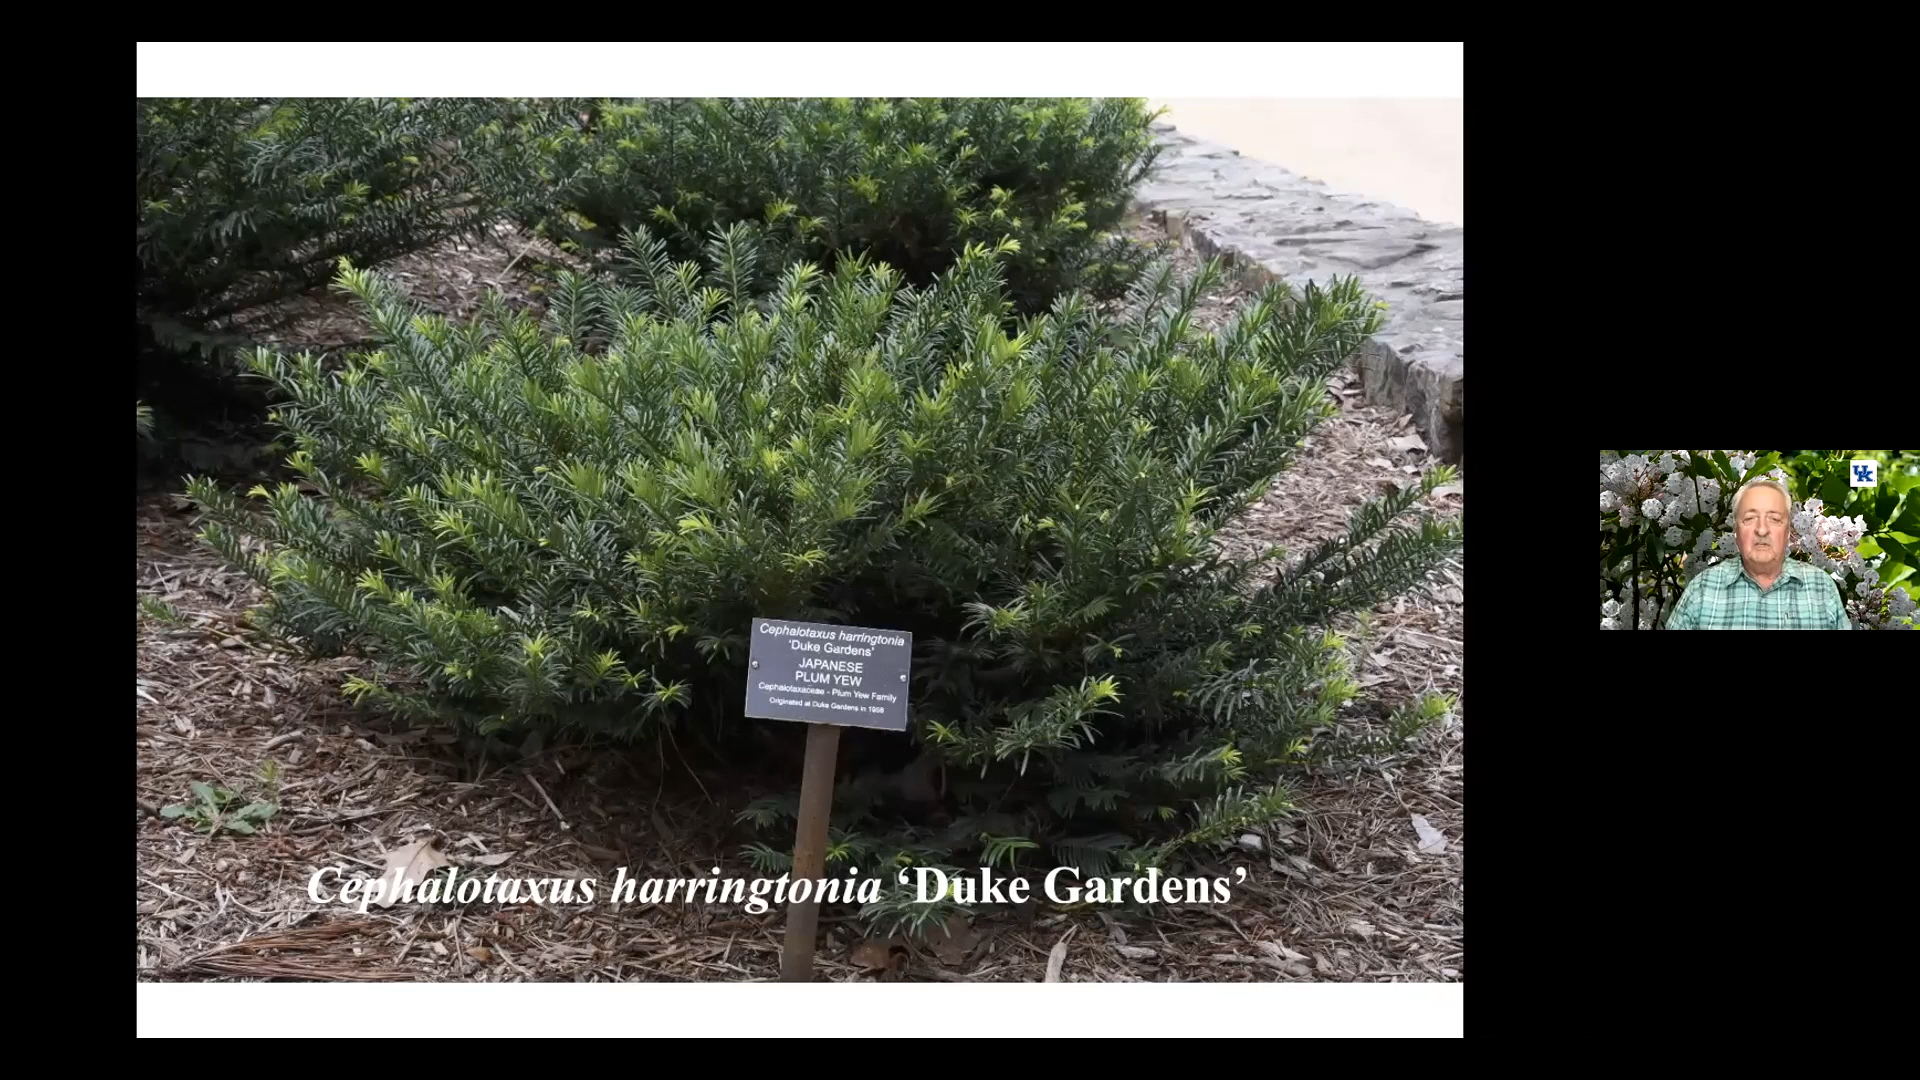 Cephalotaxus harringtonia
'Duke Gardens'
JAPANESE
PLUM YEW
Cephalotaxaceae - Plum Yew Family
Originated at Duke Gardens in 1958
Cephalotaxus harringtonia ‘Duke Gardens’
UK